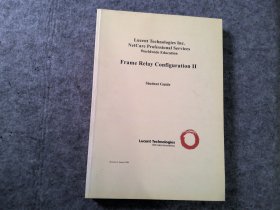 Lucent Technologies Inc.
NetCare Professional Services
Worldwide Education
Frame Relay Configuration II
Student Guide
Lucent Technologies